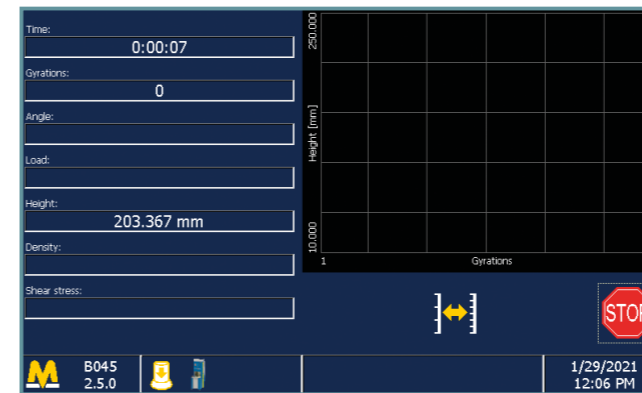 Time:
0:00:07
Gyrations:
0
Angle:
Load:
Height:
203.367 mm
Density:
Shear stress:
250.000
Height [mm]
10.000
1
Gyrations
STOP
B045
2.5.0
1/29/2021
12:06 PM